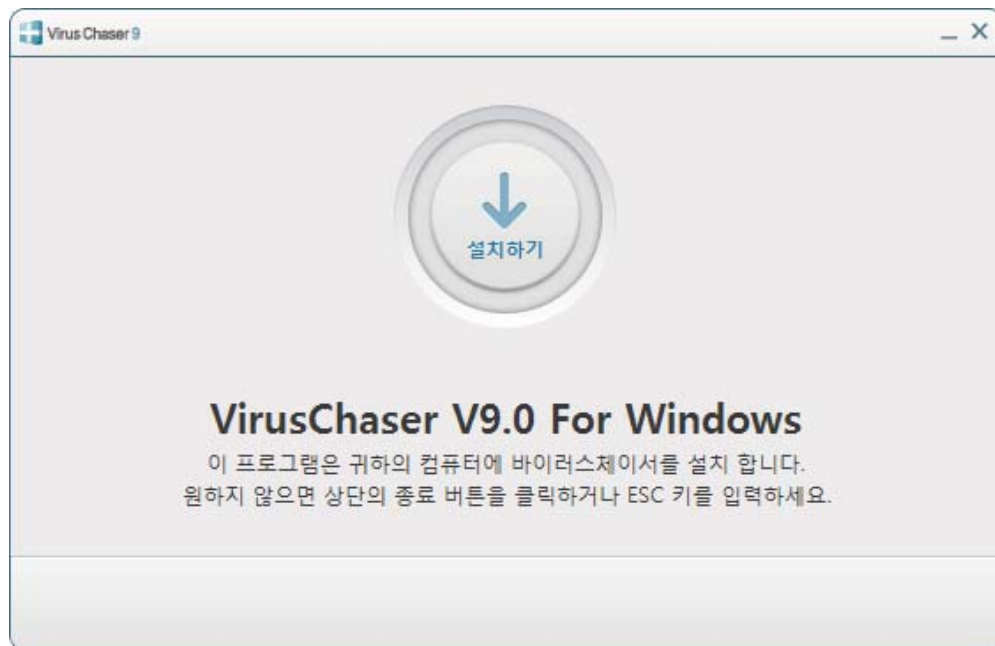 Virus Chaser 9
설치하기
VirusChaser V9.0 For Windows
이 프로그램은 귀하의 컴퓨터에 바이러스체이서를 설치 합니다.
원하지 않으면 상단의 종료 버튼을 클릭하거나 ESC 키를 입력하세요.